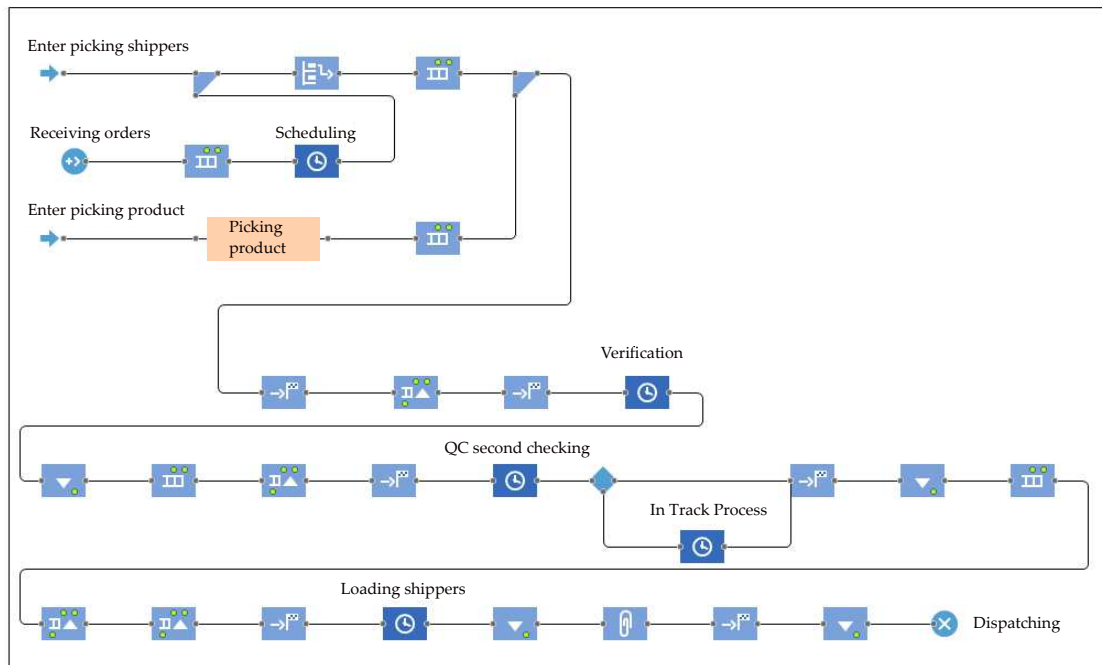 Enter picking shippers
Receiving orders
Scheduling
Enter picking product
Picking
product
Verification
QC second checking
In Track Process
Loading shippers
Dispatching